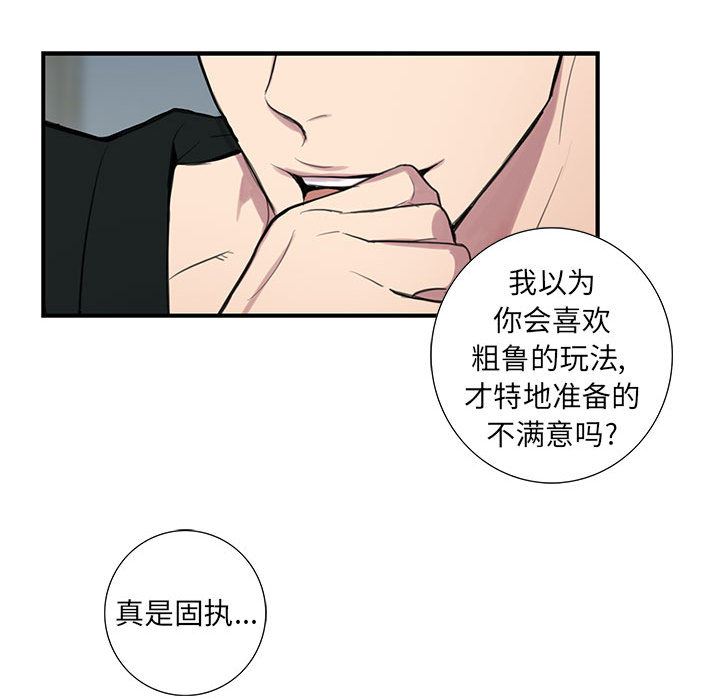 我以为
你会喜欢
粗鲁的玩法,
才特地准备的
不满意吗?
真是固执...